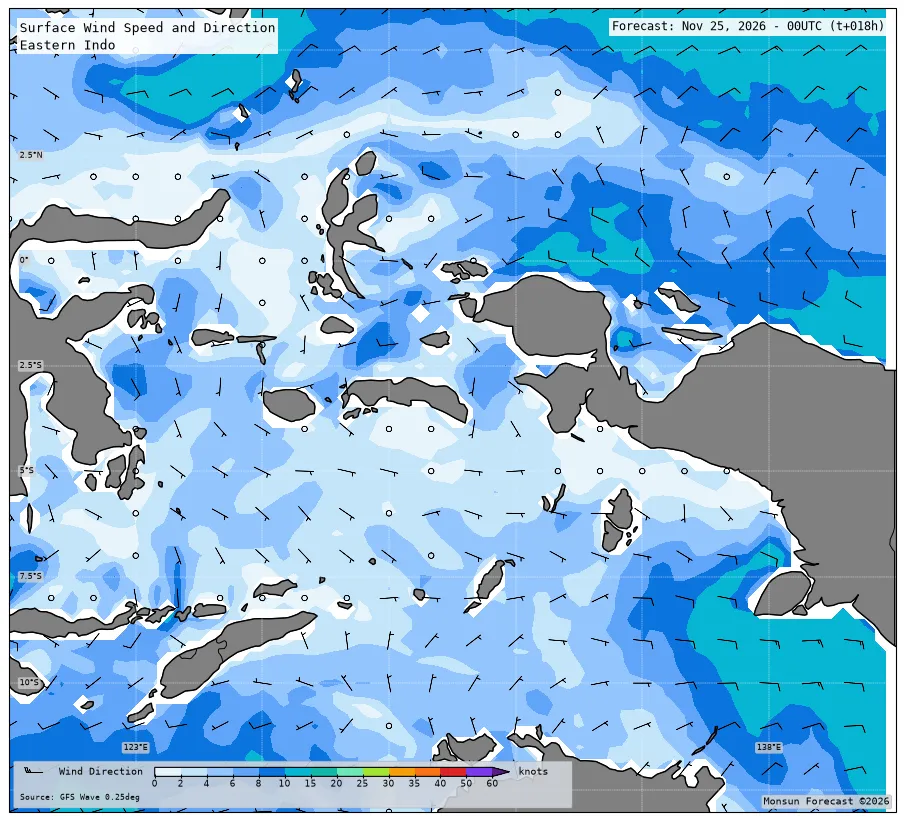 Surface Wind Speed and Direction
Eastern Indo
Forecast: Nov 25, 2026 - 00UTC (t+018h)
2.5°N
0°
2.5°S
5°S
7.5°S
10°S
123°E
138°E
Wind Direction
knots
0 2 4 6 8 10 15 20 25 30 35 40 50 60
Source: GFS Wave 0.25deg
Monsun Forecast ©2026